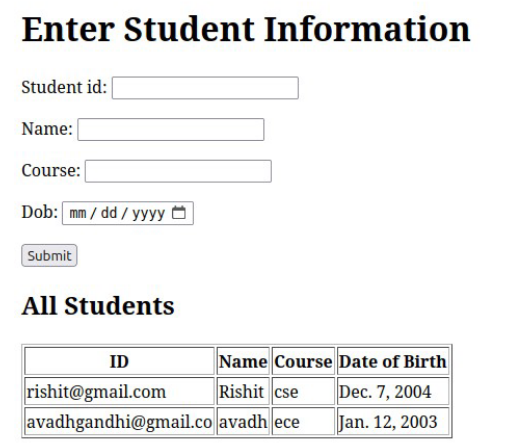 Enter Student Information
Student id:
Name:
Course:
Dob: mm / dd / yyyy
Submit
All Students
ID Name Course Date of Birth
rishit@gmail.com Rishit cse Dec. 7, 2004
avadhgandhi@gmail.co avadh ece Jan. 12, 2003